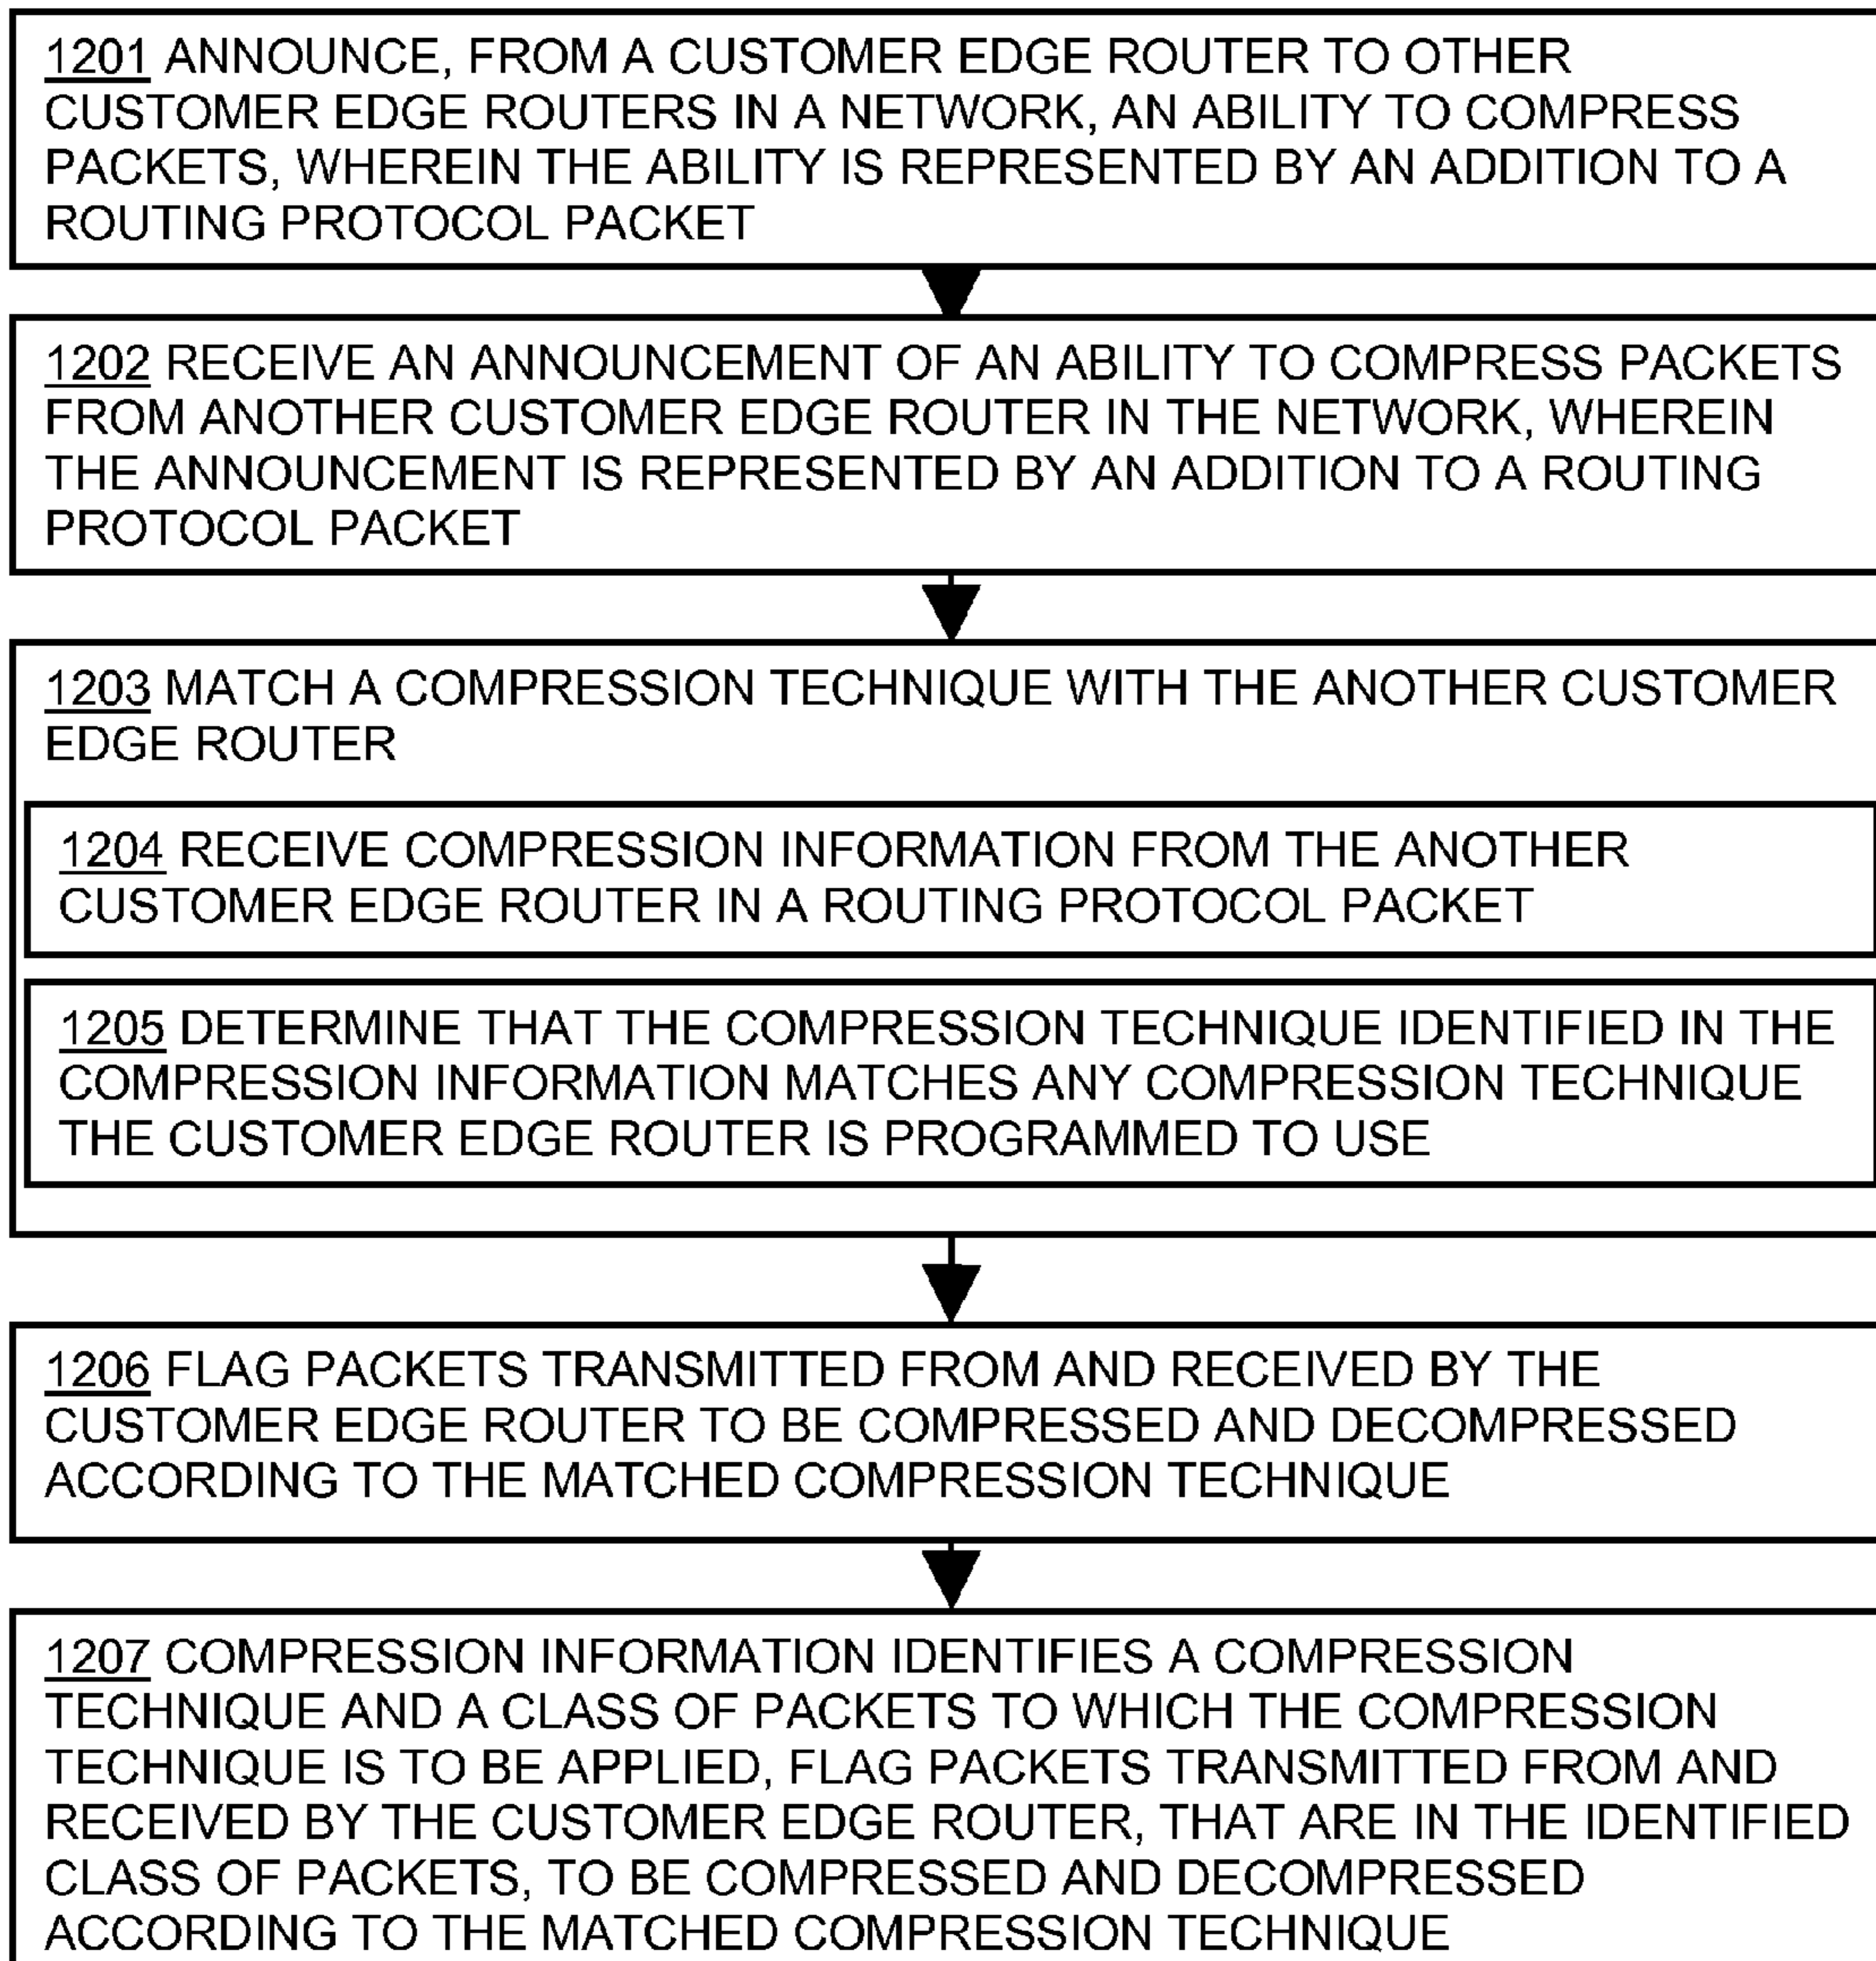 1201 ANNOUNCE, FROM A CUSTOMER EDGE ROUTER TO OTHER
CUSTOMER EDGE ROUTERS IN A NETWORK, AN ABILITY TO COMPRESS
PACKETS, WHEREIN THE ABILITY IS REPRESENTED BY AN ADDITION TO A
ROUTING PROTOCOL PACKET
1202 RECEIVE AN ANNOUNCEMENT OF AN ABILITY TO COMPRESS PACKETS
FROM ANOTHER CUSTOMER EDGE ROUTER IN THE NETWORK, WHEREIN
THE ANNOUNCEMENT IS REPRESENTED BY AN ADDITION TO A ROUTING
PROTOCOL PACKET
1203 MATCH A COMPRESSION TECHNIQUE WITH THE ANOTHER CUSTOMER
EDGE ROUTER
1204 RECEIVE COMPRESSION INFORMATION FROM THE ANOTHER
CUSTOMER EDGE ROUTER IN A ROUTING PROTOCOL PACKET
1205 DETERMINE THAT THE COMPRESSION TECHNIQUE IDENTIFIED IN THE
COMPRESSION INFORMATION MATCHES ANY COMPRESSION TECHNIQUE
THE CUSTOMER EDGE ROUTER IS PROGRAMMED TO USE
1206 FLAG PACKETS TRANSMITTED FROM AND RECEIVED BY THE
CUSTOMER EDGE ROUTER TO BE COMPRESSED AND DECOMPRESSED
ACCORDING TO THE MATCHED COMPRESSION TECHNIQUE
1207 COMPRESSION INFORMATION IDENTIFIES A COMPRESSION
TECHNIQUE AND A CLASS OF PACKETS TO WHICH THE COMPRESSION
TECHNIQUE IS TO BE APPLIED, FLAG PACKETS TRANSMITTED FROM AND
RECEIVED BY THE CUSTOMER EDGE ROUTER, THAT ARE IN THE IDENTIFIED
CLASS OF PACKETS, TO BE COMPRESSED AND DECOMPRESSED
ACCORDING TO THE MATCHED COMPRESSION TECHNIQUE